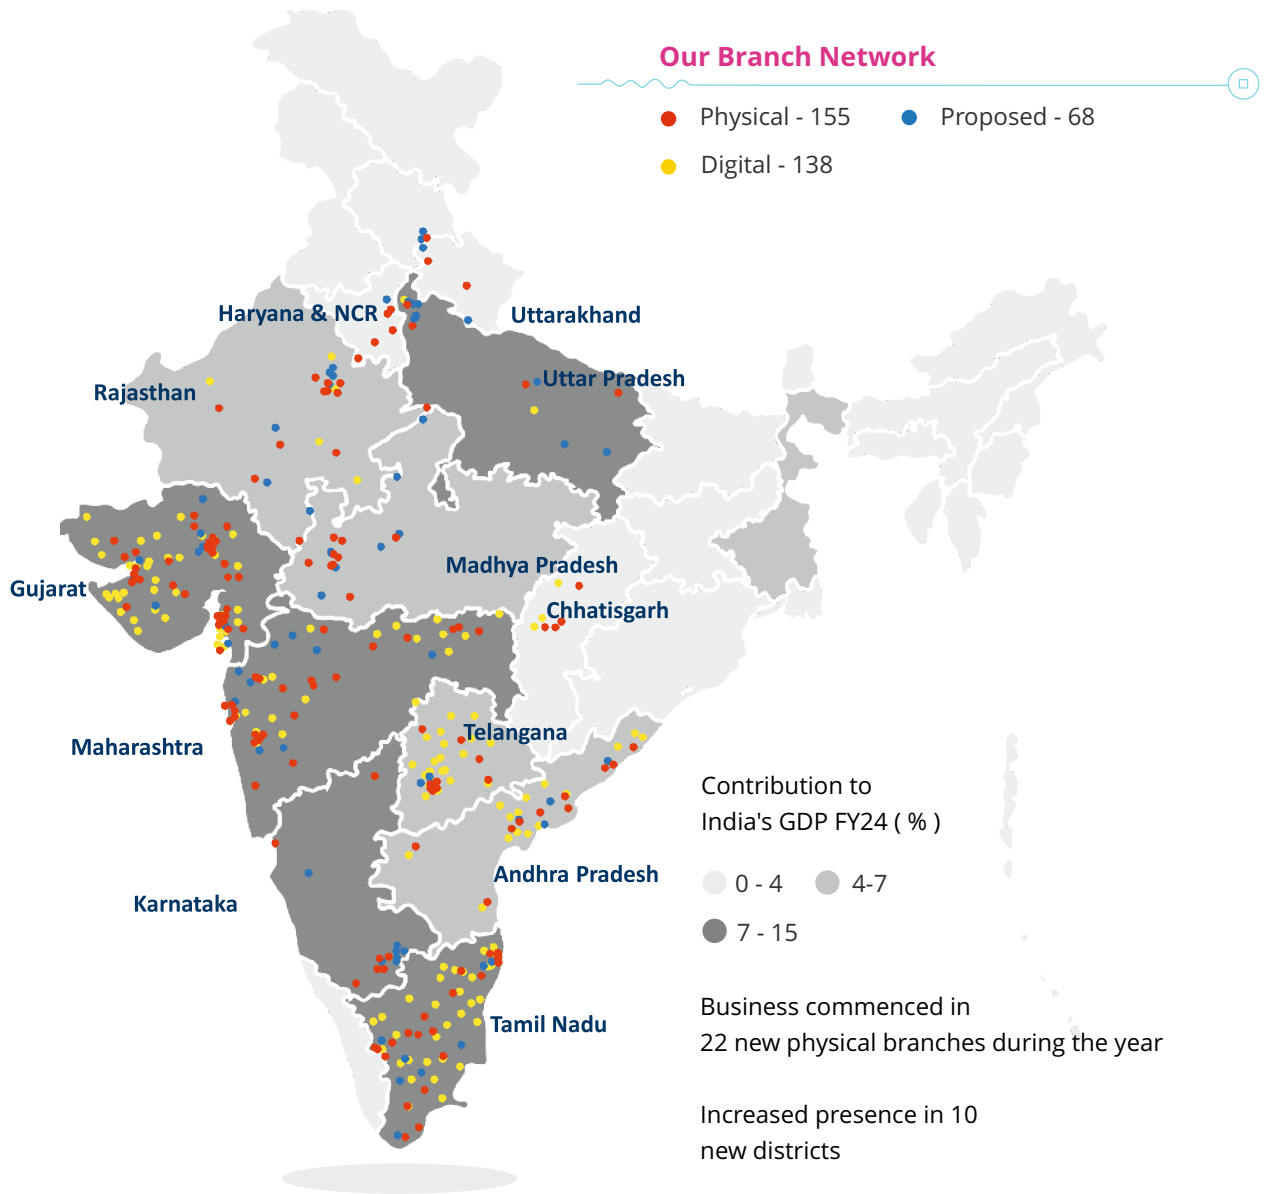 Our Branch Network
Physical - 155
Proposed - 68
Digital - 138
Haryana & NCR
Uttarakhand
Uttar Pradesh
Rajasthan
Madhya Pradesh
Gujarat
Chhatisgarh
Telangana
Maharashtra
Contribution to
India's GDP FY24 ( % )
0 - 4
4-7
7 - 15
Andhra Pradesh
Karnataka
Tamil Nadu
Business commenced in
22 new physical branches during the year
Increased presence in 10
new districts